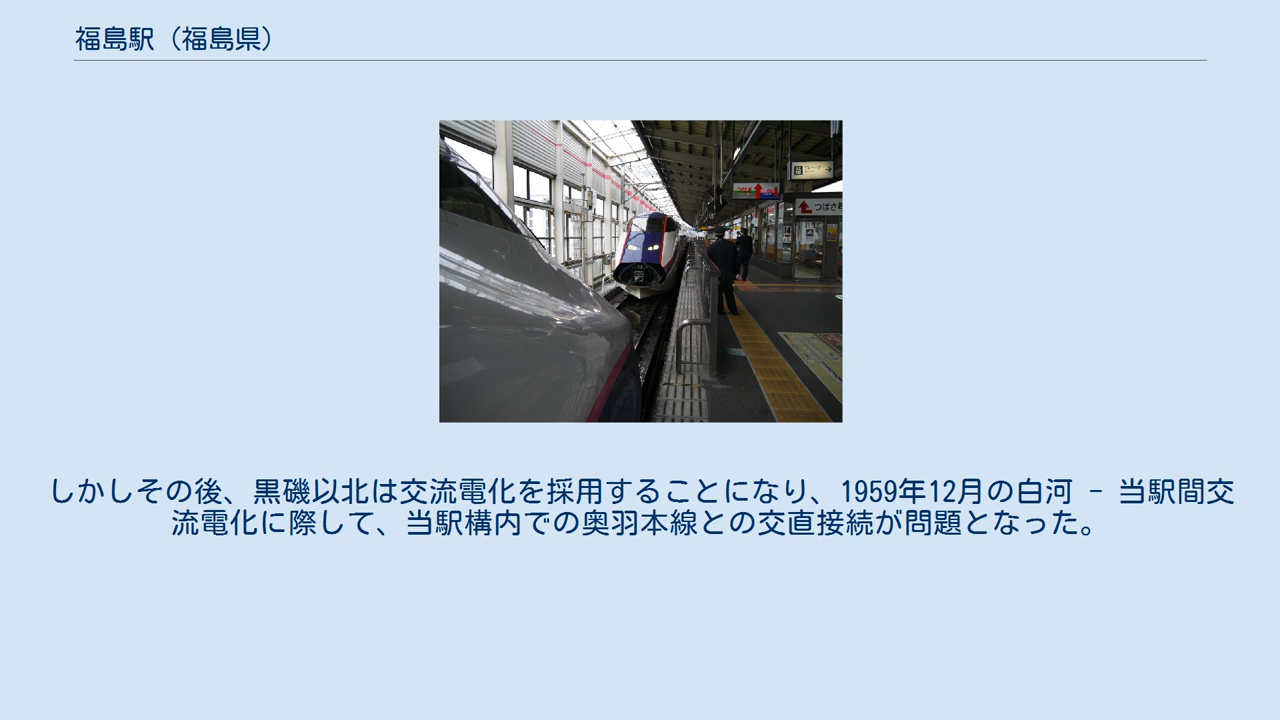 福島駅（福島県）
つばさ
しかしその後、黒磯以北は交流電化を採用することになり、1959年12月の白河 - 当駅間交
流電化に際して、当駅構内での奥羽本線との交直接続が問題となった。